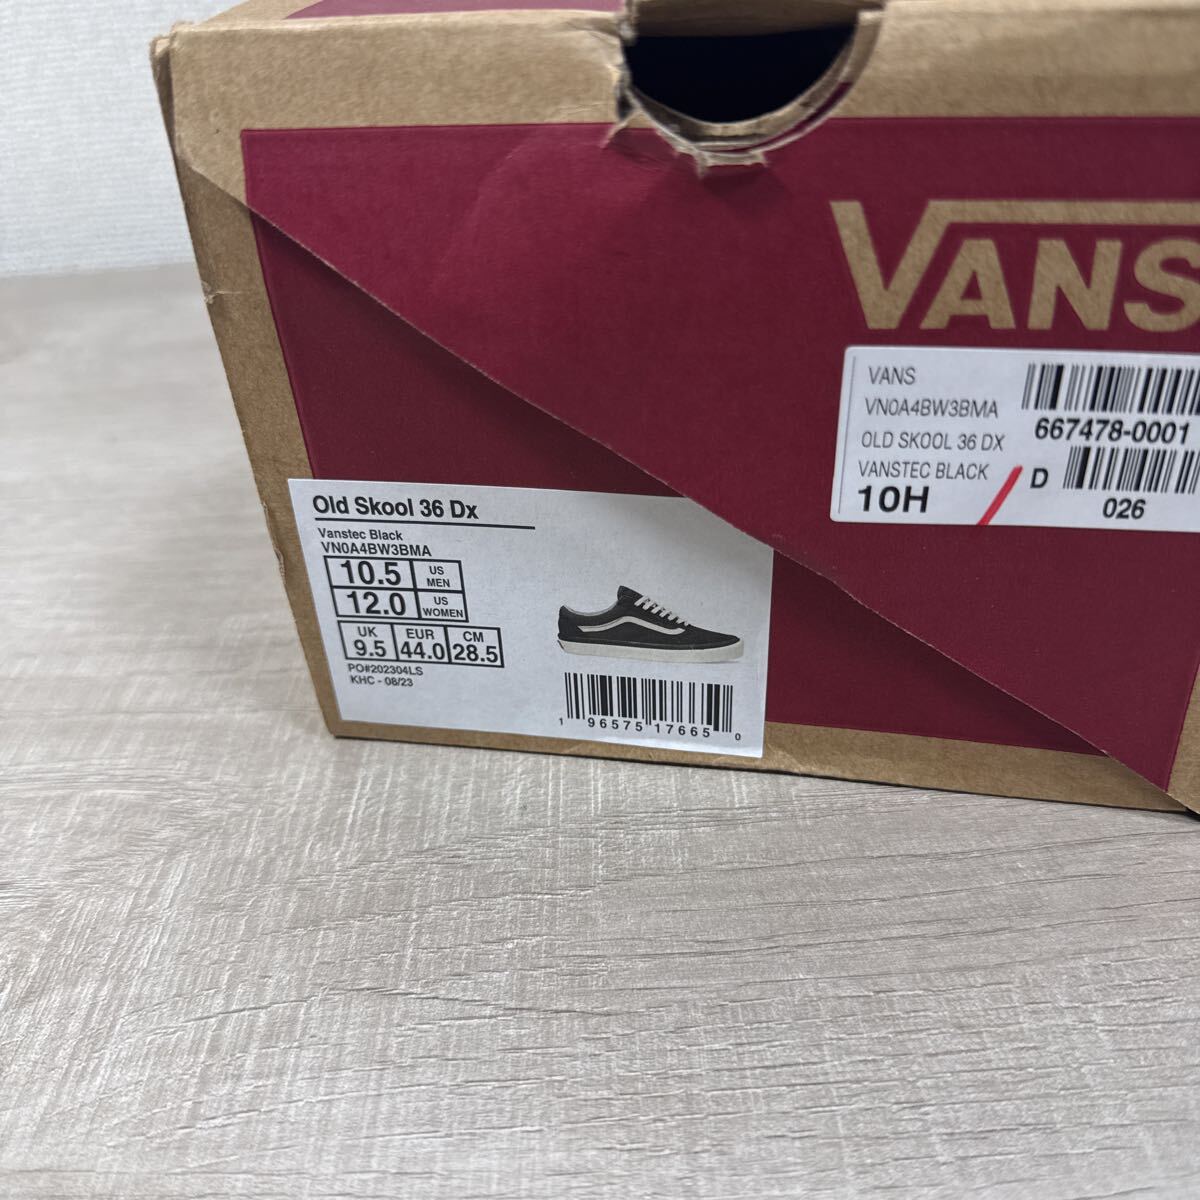 VANS
VANS
VN0A4BW3BMA
OLD SKOOL 36 DX
VANSTEC BLACK
10H
667478-0001
D
026
Old Skool 36 Dx
Vanstec Black
VN0A4BW3BMA
10.5 US MEN
12.0 US WOMEN
UK 9.5 EUR 44.0 CM 28.5
PO#202304LS
KHC - 08/23
1 96575 17665 0